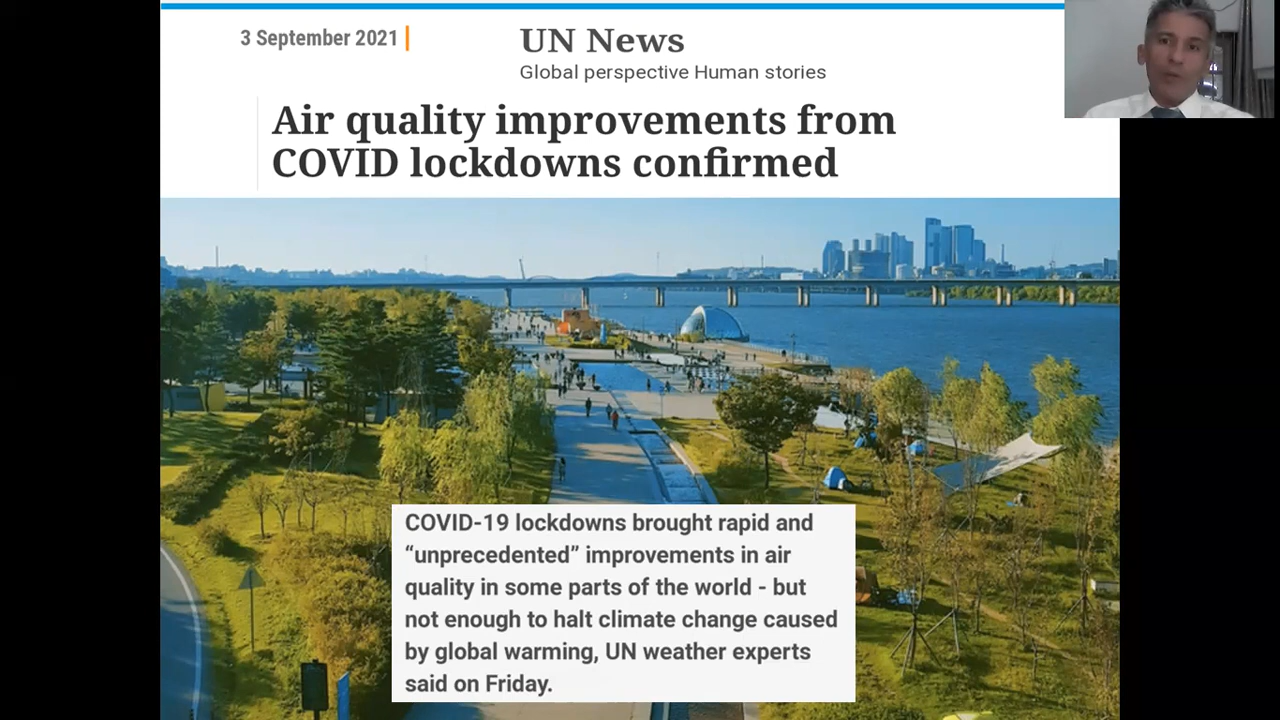 3 September 2021
UN News
Global perspective Human stories
Air quality improvements from
COVID lockdowns confirmed
COVID-19 lockdowns brought rapid and
“unprecedented” improvements in air
quality in some parts of the world - but
not enough to halt climate change caused
by global warming, UN weather experts
said on Friday.